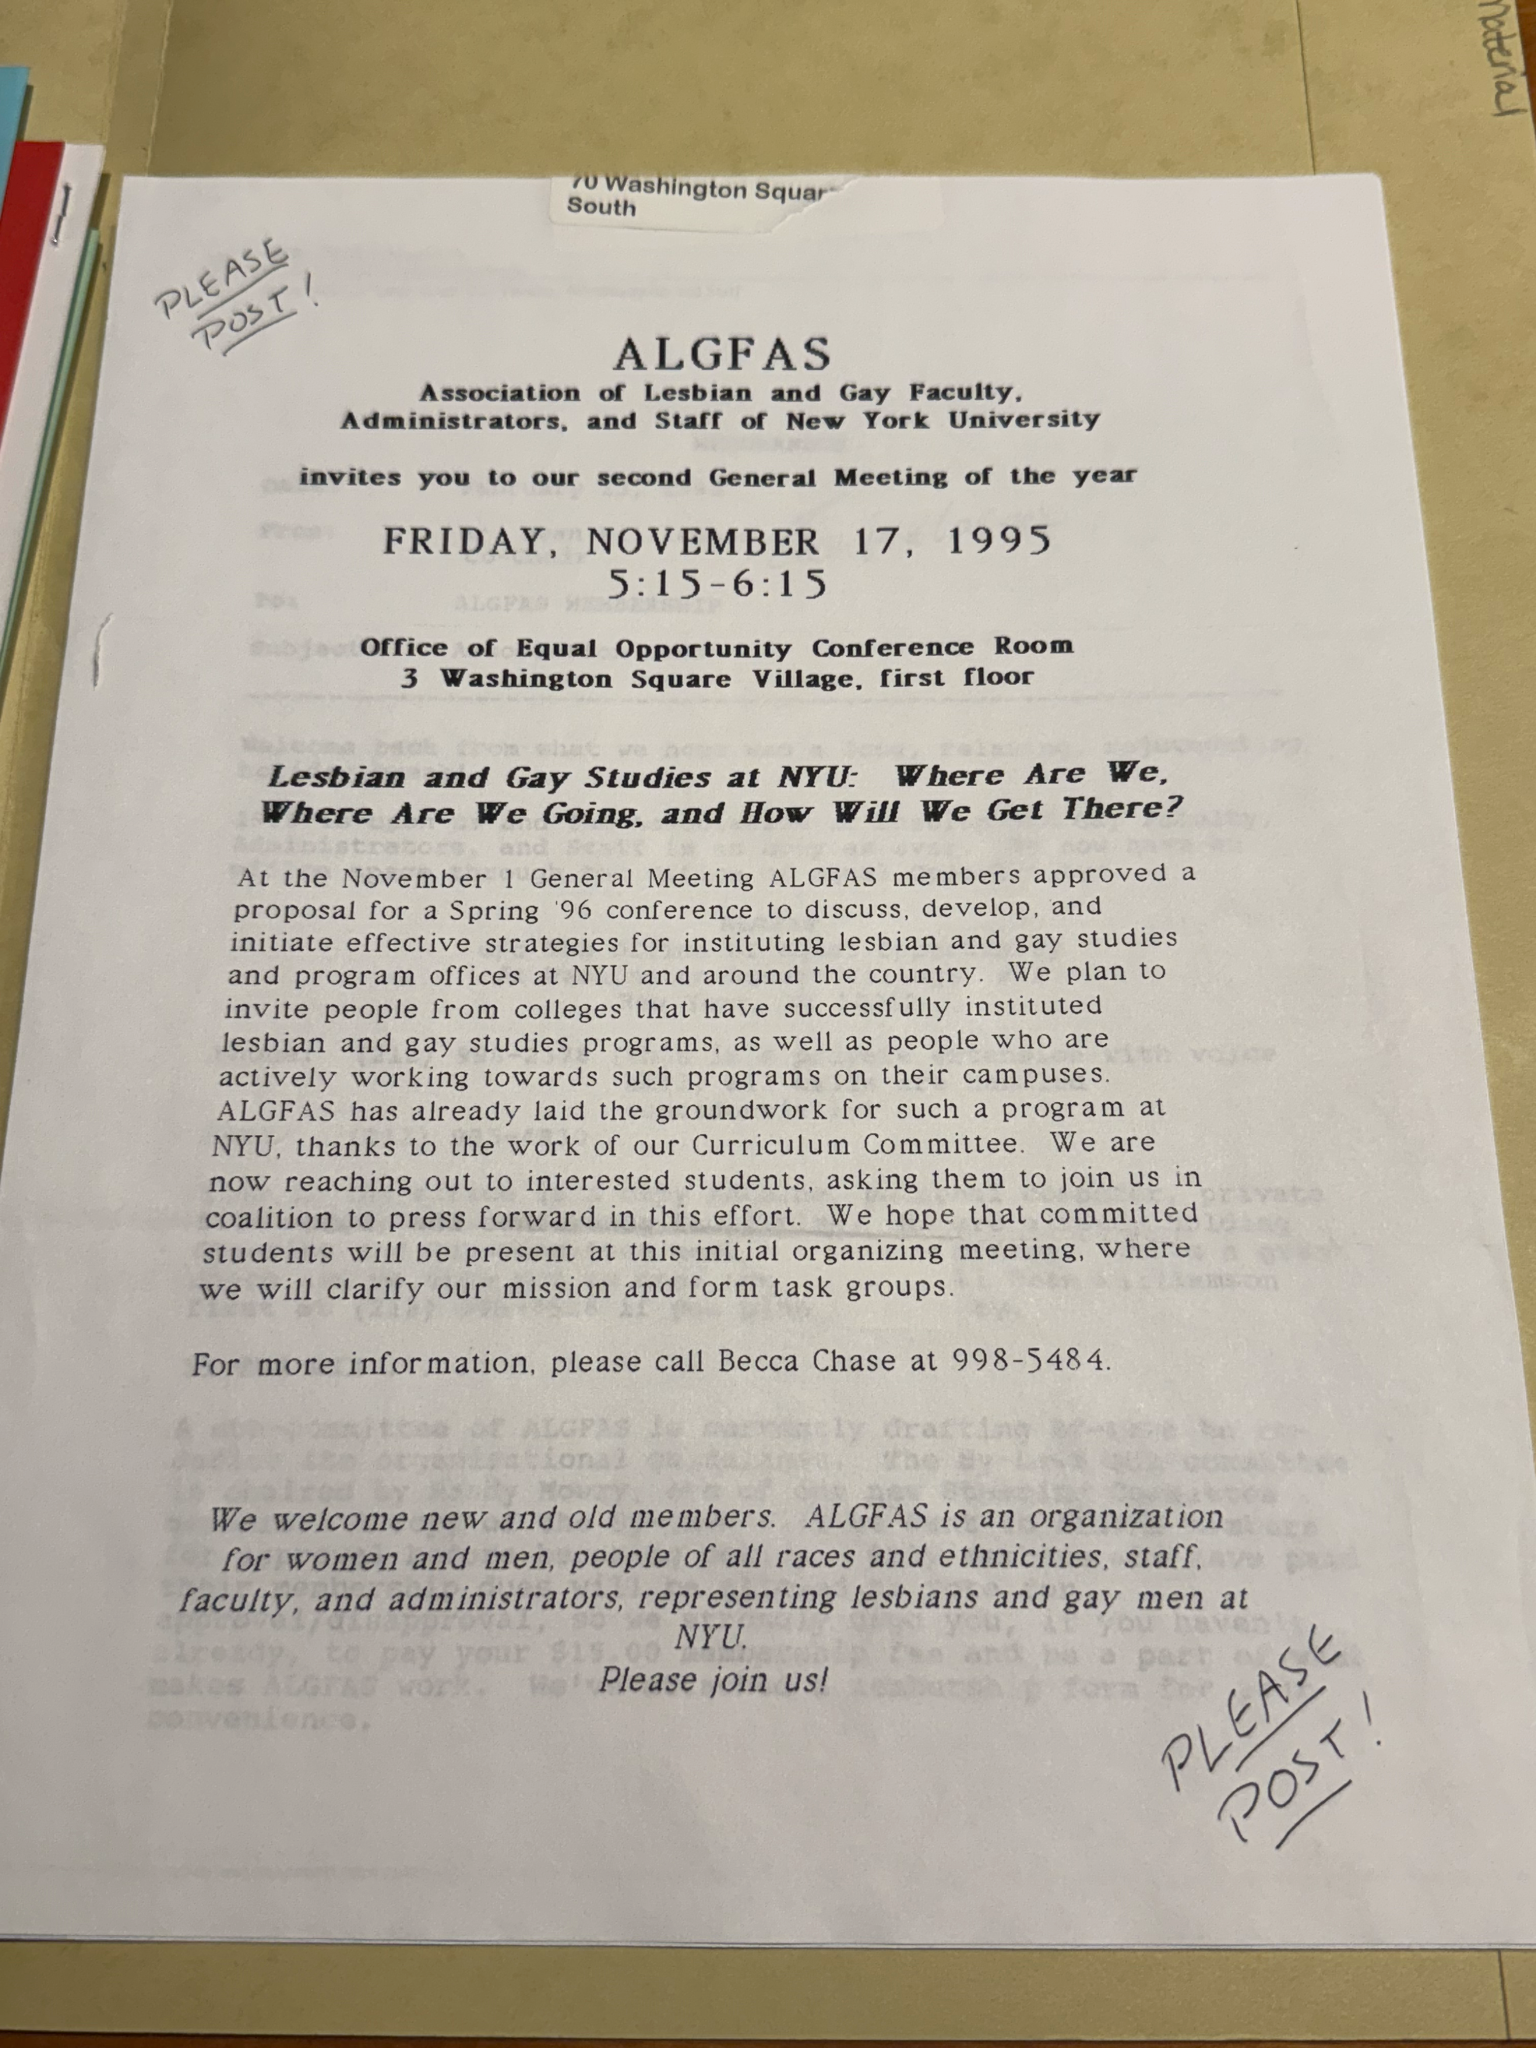 Material
70 Washington Squar
South
PLEASE
POST!
ALGFAS
Association of Lesbian and Gay Faculty,
Administrators, and Staff of New York University
invites you to our second General Meeting of the year
FRIDAY, NOVEMBER 17, 1995
5:15-6:15
Office of Equal Opportunity Conference Room
3 Washington Square Village, first floor
Lesbian and Gay Studies at NYU: Where Are We,
Where Are We Going, and How Will We Get There?
At the November 1 General Meeting ALGFAS members approved a
proposal for a Spring '96 conference to discuss, develop, and
initiate effective strategies for instituting lesbian and gay studies
and program offices at NYU and around the country. We plan to
invite people from colleges that have successfully instituted
lesbian and gay studies programs, as well as people who are
actively working towards such programs on their campuses.
ALGFAS has already laid the groundwork for such a program at
NYU, thanks to the work of our Curriculum Committee. We are
now reaching out to interested students, asking them to join us in
coalition to press forward in this effort. We hope that committed
students will be present at this initial organizing meeting, where
we will clarify our mission and form task groups.
For more information, please call Becca Chase at 998-5484.
We welcome new and old members. ALGFAS is an organization
for women and men, people of all races and ethnicities, staff,
faculty, and administrators, representing lesbians and gay men at
NYU.
Please join us!
PLEASE
POST!